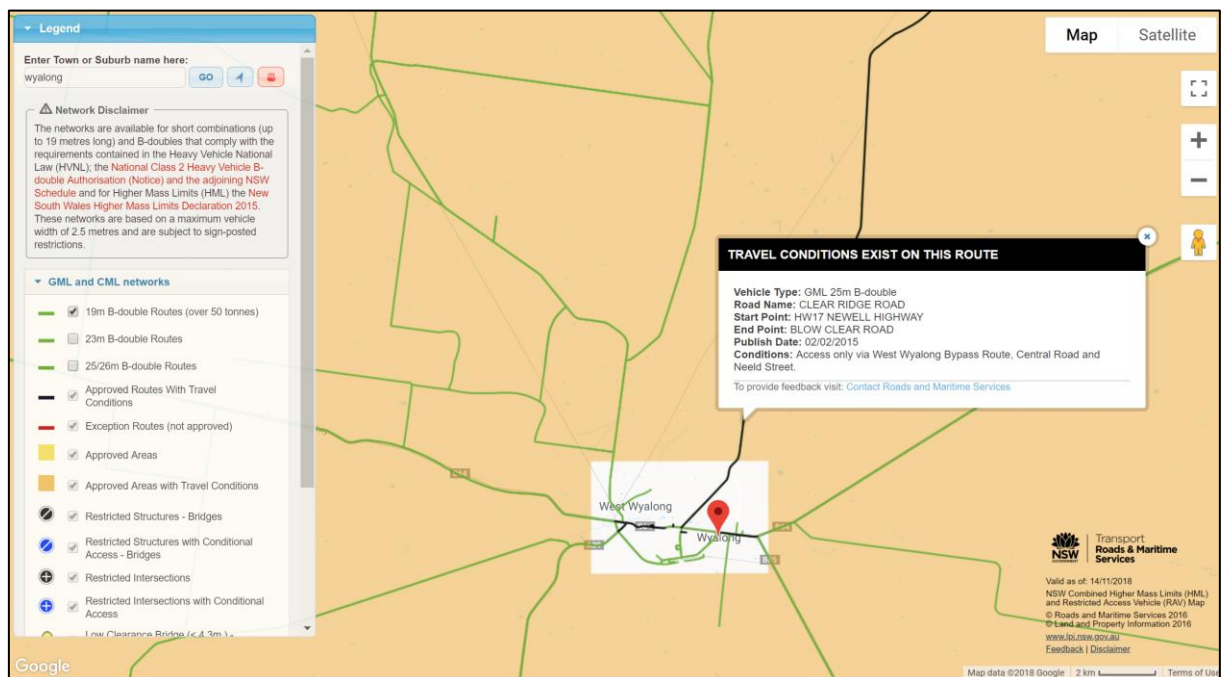 Legend
Enter Town or Suburb name here:
wyalong
GO
Network Disclaimer
The networks are available for short combinations (up
to 19 metres long) and B-doubles that comply with the
requirements contained in the Heavy Vehicle National
Law (HVNL); the National Class 2 Heavy Vehicle B-
double Authorisation (Notice) and the adjoining NSW
Schedule and for Higher Mass Limits (HML) the New
South Wales Higher Mass Limits Declaration 2015.
These networks are based on a maximum vehicle
width of 2.5 metres and are subject to sign-posted
restrictions.
GML and CML networks
19m B-double Routes (over 50 tonnes)
23m B-double Routes
25/26m B-double Routes
Approved Routes With Travel
Conditions
Exception Routes (not approved)
Approved Areas
Approved Areas with Travel Conditions
Restricted Structures - Bridges
Restricted Structures with Conditional
Access - Bridges
Restricted Intersections
Restricted Intersections with Conditional
Access
Low Clearance Bridge (< 4.3m ) -
Google
Map Satellite
TRAVEL CONDITIONS EXIST ON THIS ROUTE
Vehicle Type: GML 25m B-double
Road Name: CLEAR RIDGE ROAD
Start Point: HW17 NEWELL HIGHWAY
End Point: BLOW CLEAR ROAD
Publish Date: 02/02/2015
Conditions: Access only via West Wyalong Bypass Route, Central Road and
Neeld Street.
To provide feedback visit: Contact Roads and Maritime Services
West Wyalong
Wyalong
NSW
GOVERNMENT
Transport
Roads & Maritime
Services
Valid as of: 14/11/2018
NSW Combined Higher Mass Limits (HML)
and Restricted Access Vehicle (RAV) Map
© Roads and Maritime Services 2016
© Land and Property Information 2016
www.lpi.nsw.gov.au
Feedback | Disclaimer
Map data ©2018 Google 2 km Terms of Use